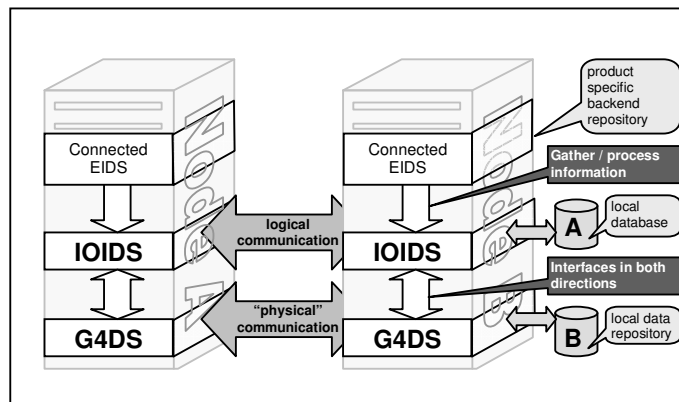 product
specific
backend
repository
Connected
EIDS
Connected
EIDS
Gather / process
information
Node A
Node B
logical
communication
A
local
database
IOIDS
IOIDS
Interfaces in both
directions
"physical"
communication
G4DS
G4DS
B
local data
repository